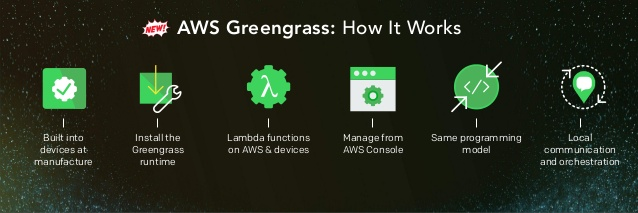 NEW! AWS Greengrass: How It Works
λ
</>
Built into
devices at
manufacture
Install the
Greengrass
runtime
Lambda functions
on AWS & devices
Manage from
AWS Console
Same programming
model
Local
communication
and orchestration